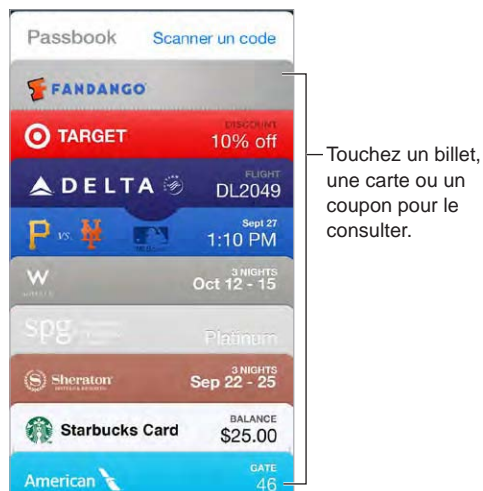 Passbook Scanner un code
FANDANGO
DISCOUNT
TARGET 10% off
FLIGHT
DELTA DL2049
Sept 27
P vs. 1:10 PM
3 NIGHTS
W Oct 12 - 15
HOTELS
spg Platinum
3 NIGHTS
Sheraton Sep 22 - 25
BALANCE
Starbucks Card $25.00
GATE
American 46
Touchez un billet,
une carte ou un
coupon pour le
consulter.